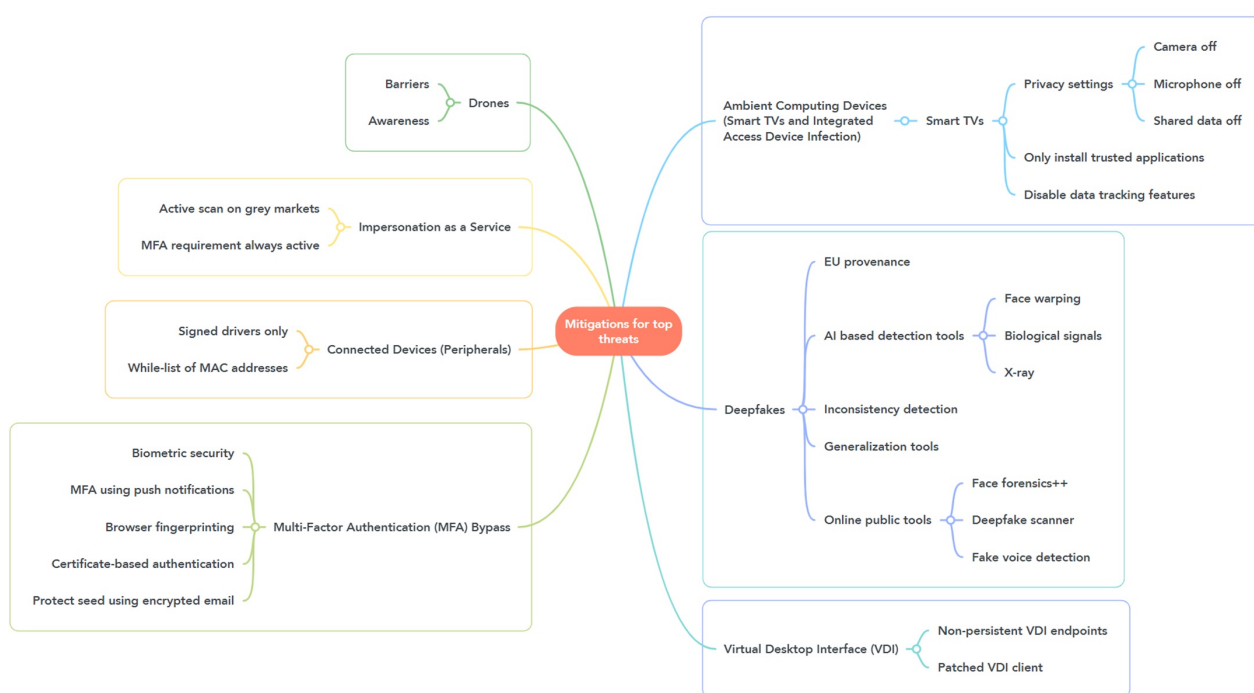 Mitigations for top
threats
Drones
Barriers
Awareness
Impersonation as a Service
Active scan on grey markets
MFA requirement always active
Connected Devices (Peripherals)
Signed drivers only
While-list of MAC addresses
Multi-Factor Authentication (MFA) Bypass
Biometric security
MFA using push notifications
Browser fingerprinting
Certificate-based authentication
Protect seed using encrypted email
Ambient Computing Devices
(Smart TVs and Integrated
Access Device Infection)
Smart TVs
Privacy settings
Camera off
Microphone off
Shared data off
Only install trusted applications
Disable data tracking features
Deepfakes
EU provenance
AI based detection tools
Face warping
Biological signals
X-ray
Inconsistency detection
Generalization tools
Online public tools
Face forensics++
Deepfake scanner
Fake voice detection
Virtual Desktop Interface (VDI)
Non-persistent VDI endpoints
Patched VDI client